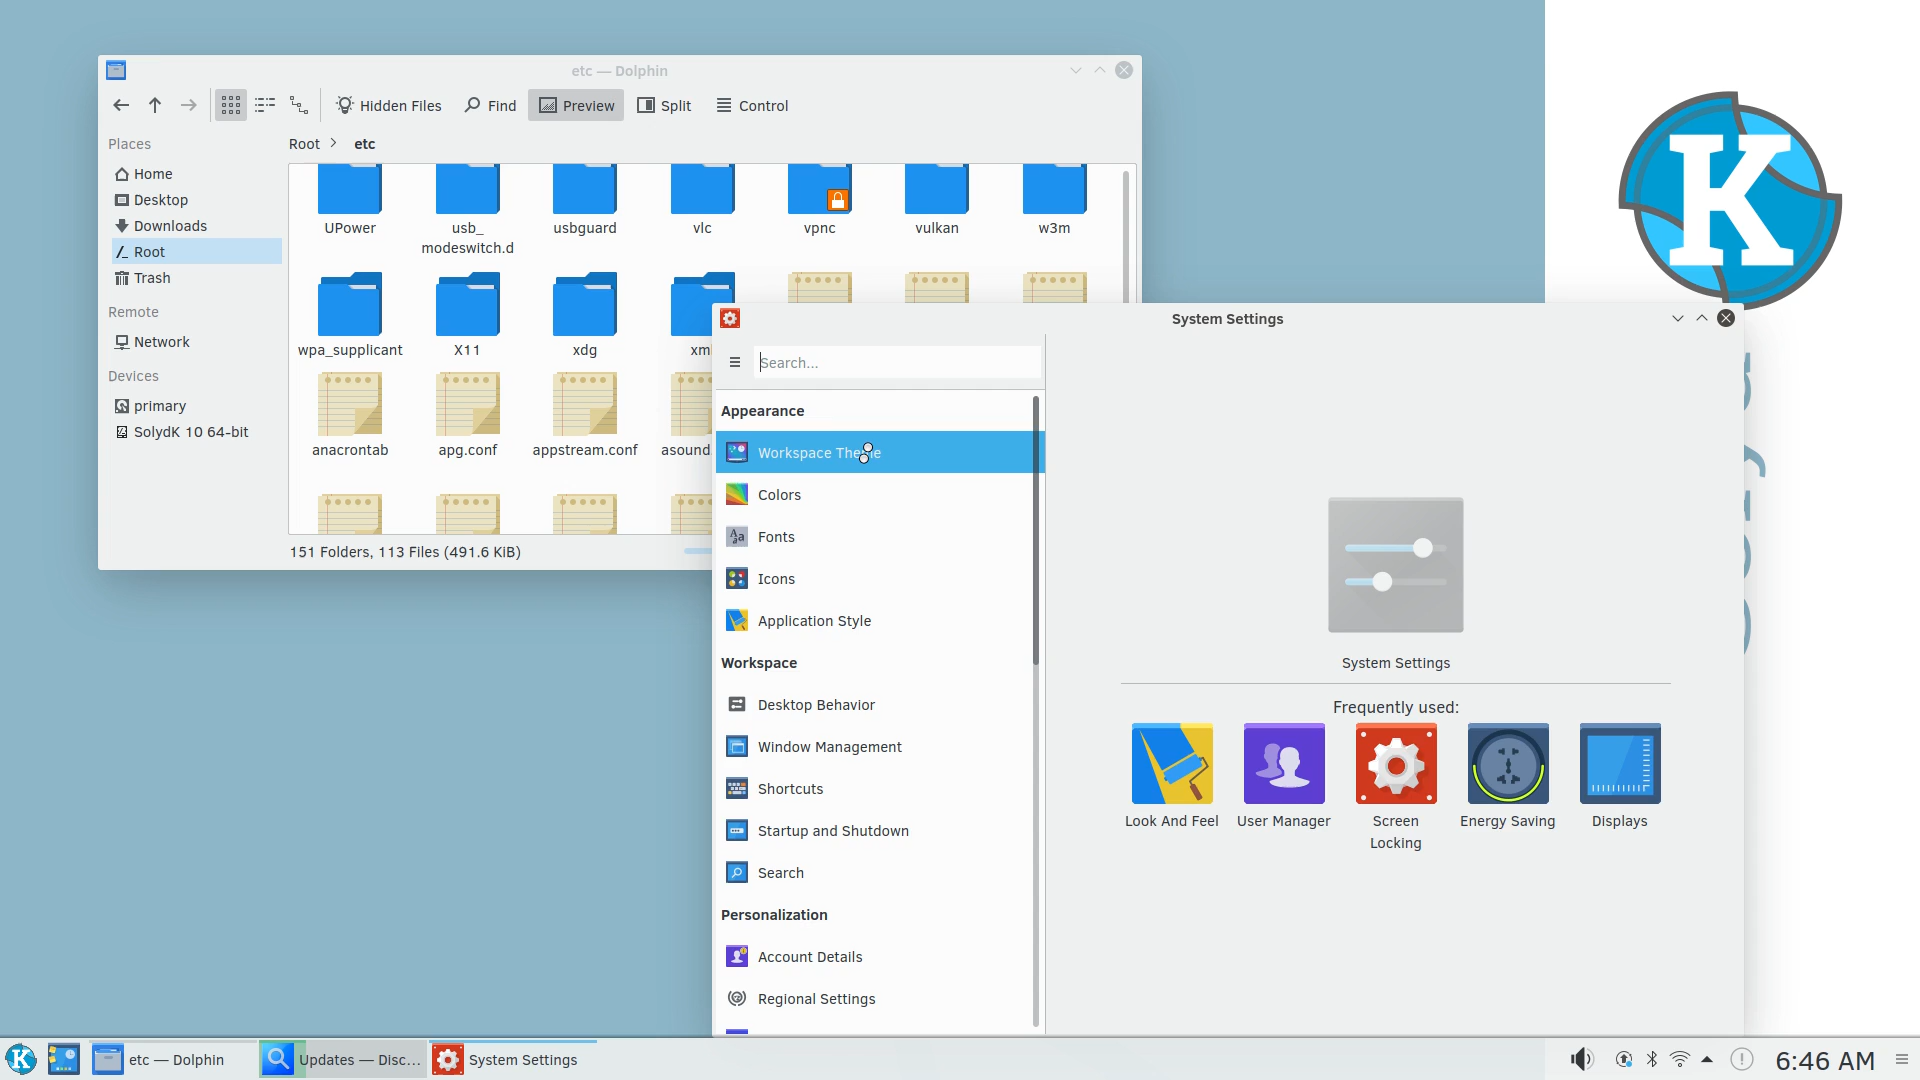 etc — Dolphin
Hidden Files
Find
Preview
Split
Control
Places
Home
Desktop
Downloads
Root
Trash
Remote
Network
Devices
primary
SolydK 10 64-bit
Root > etc
UPower
usb_
modeswitch.d
usbguard
vlc
vpnc
vulkan
w3m
wpa_supplicant
X11
xdg
xml
anacrontab
apg.conf
appstream.conf
asound
151 Folders, 113 Files (491.6 KiB)
K
System Settings
Search...
Appearance
Workspace Theme
Colors
Fonts
Icons
Application Style
Workspace
Desktop Behavior
Window Management
Shortcuts
Startup and Shutdown
Search
Personalization
Account Details
Regional Settings
System Settings
Frequently used:
Look And Feel
User Manager
Screen
Locking
Energy Saving
Displays
etc — Dolphin
Updates — Disc...
System Settings
6:46 AM